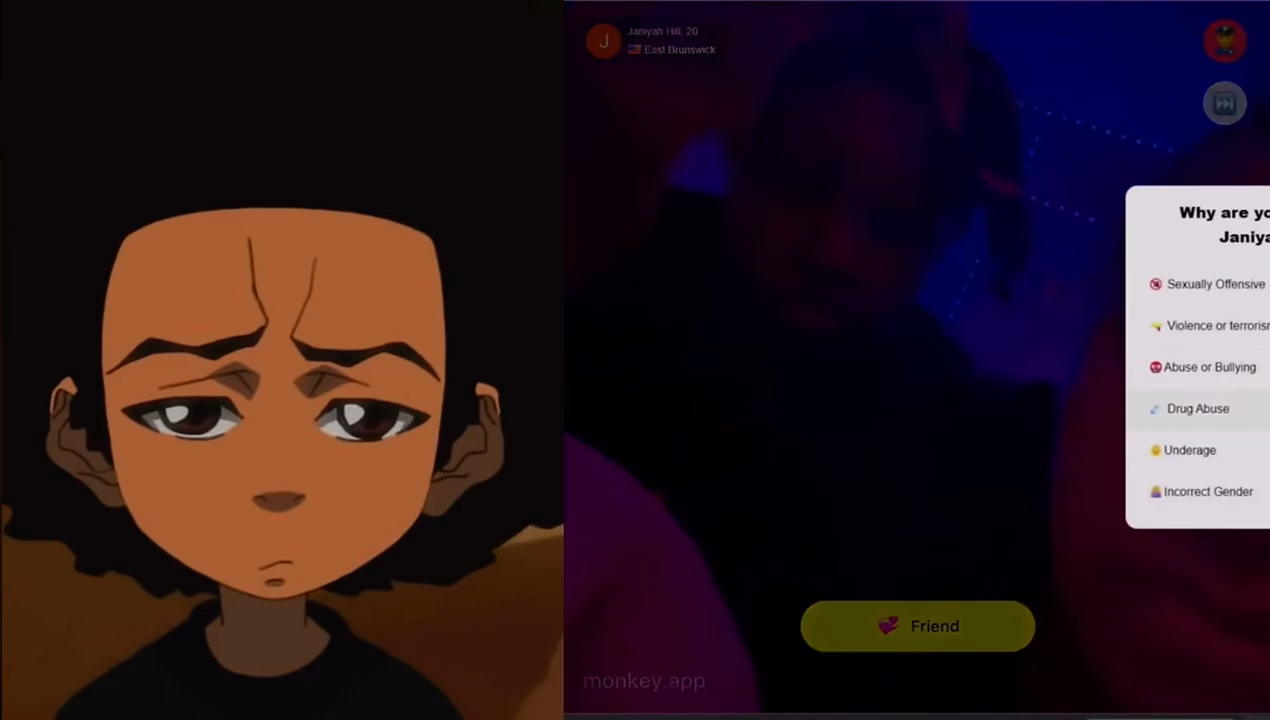 J
Janiyah Hill, 20
East Brunswick
Why are yo
Janiya
Sexually Offensive
Violence or terrorism
Abuse or Bullying
Drug Abuse
Underage
Incorrect Gender
Friend
monkey.app